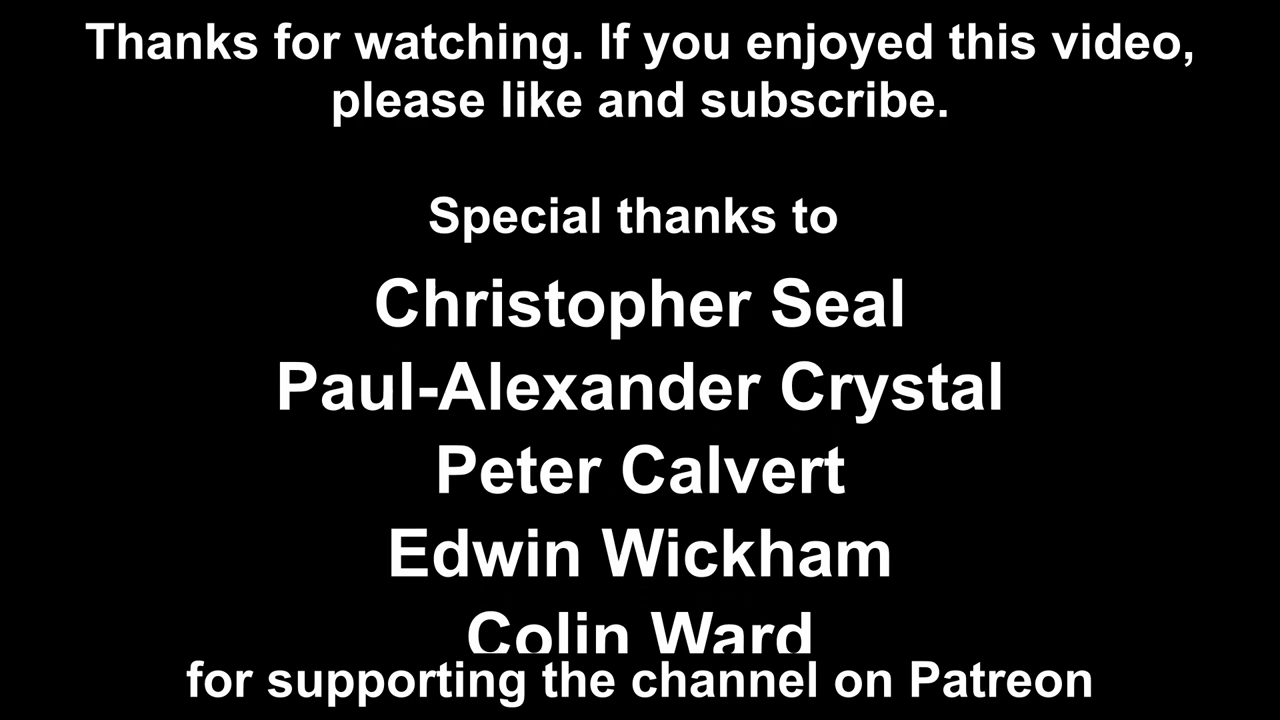 Thanks for watching. If you enjoyed this video,
please like and subscribe.
Special thanks to
Christopher Seal
Paul-Alexander Crystal
Peter Calvert
Edwin Wickham
Colin Ward
for supporting the channel on Patreon